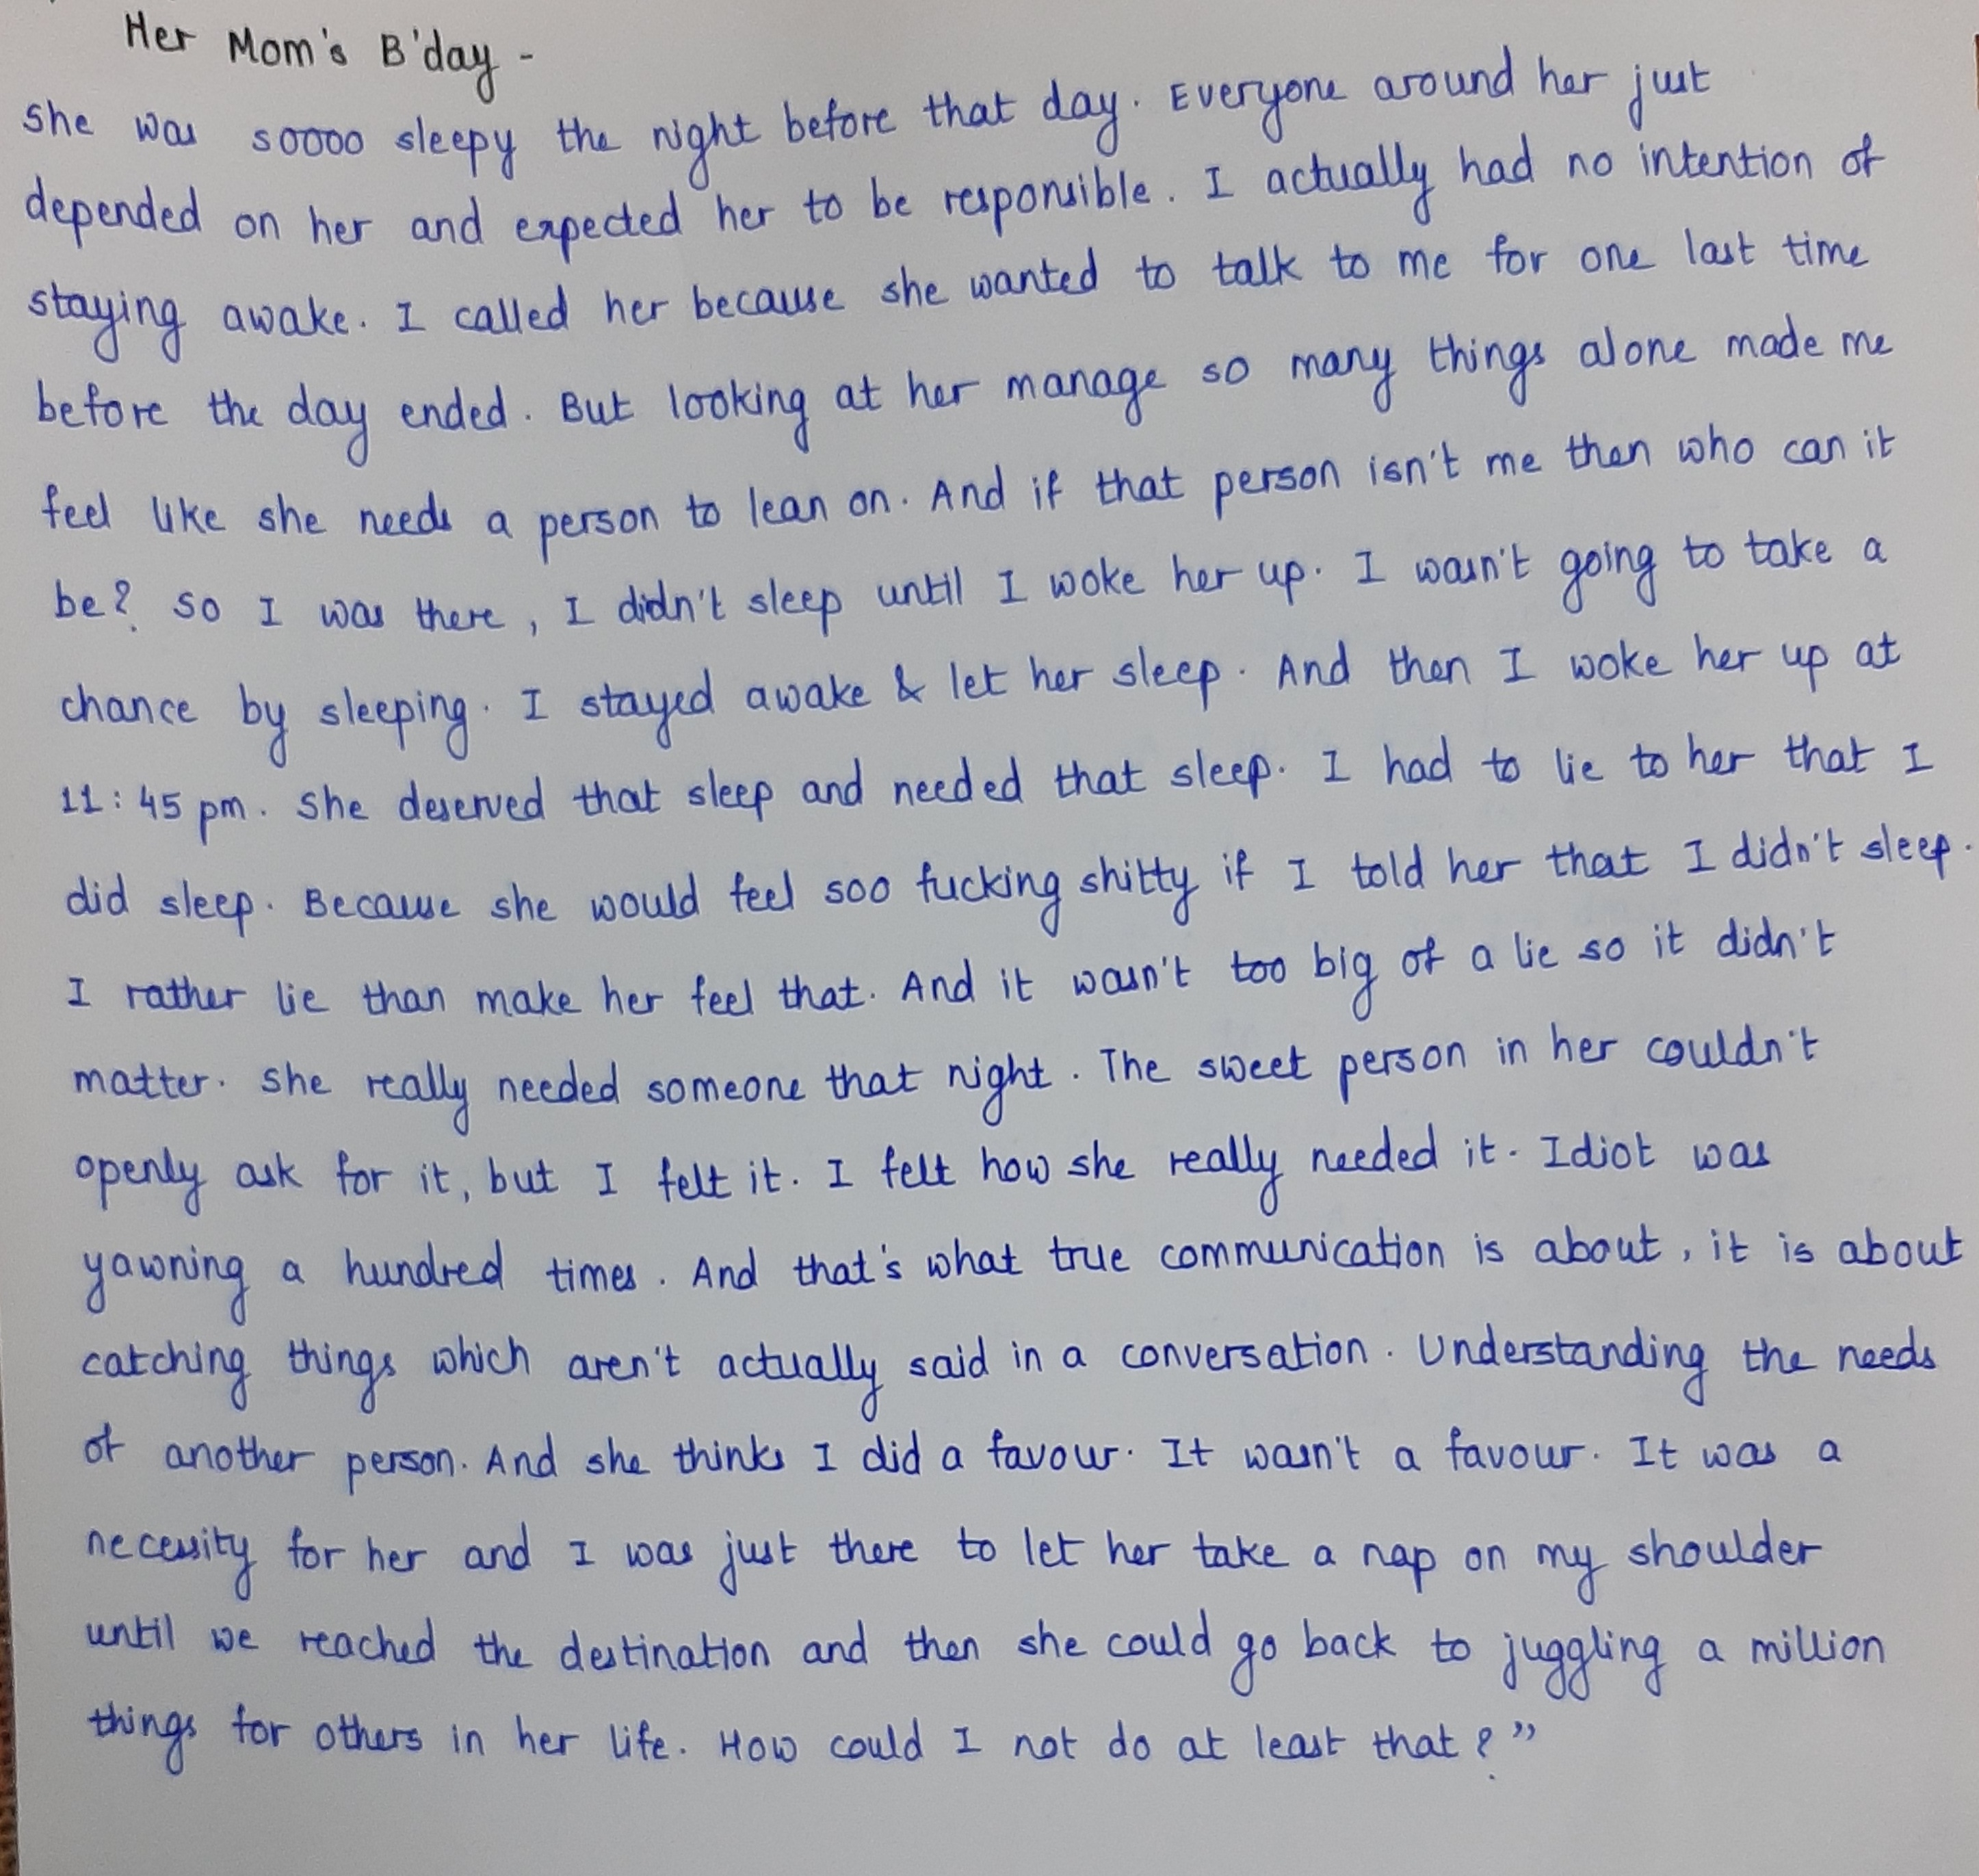 Her Mom's B'day -
She was soooo sleepy the night before that day. Everyone around her just
depended on her and expected her to be responsible. I actually had no intention of
staying awake. I called her because she wanted to talk to me for one last time
before the day ended. But looking at her manage so many things alone made me
feel like she needs a person to lean on. And if that person isn't me then who can it
be? So I was there, I didn't sleep until I woke her up. I wasn't going to take a
chance by sleeping. I stayed awake & let her sleep. And then I woke her up at
11:45 pm. She deserved that sleep and needed that sleep. I had to lie to her that I
did sleep. Because she would feel soo fucking shitty if I told her that I didn't sleep.
I rather lie than make her feel that. And it wasn't too big of a lie so it didn't
matter. She really needed someone that night. The sweet person in her couldn't
openly ask for it, but I felt it. I felt how she really needed it. Idiot was
yawning a hundred times. And that's what true communication is about, it is about
catching things which aren't actually said in a conversation. Understanding the needs
of another person. And she thinks I did a favour. It wasn't a favour. It was a
necessity for her and I was just there to let her take a nap on my shoulder
until we reached the destination and then she could go back to juggling a million
things for others in her life. How could I not do at least that?”